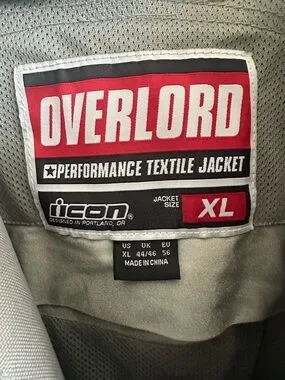 OVERLORD
★PERFORMANCE TEXTILE JACKET
icon®
DESIGNED IN PORTLAND, OR
JACKET
SIZE
XL
US UK EU
XL 44/46 56
MADE IN CHINA